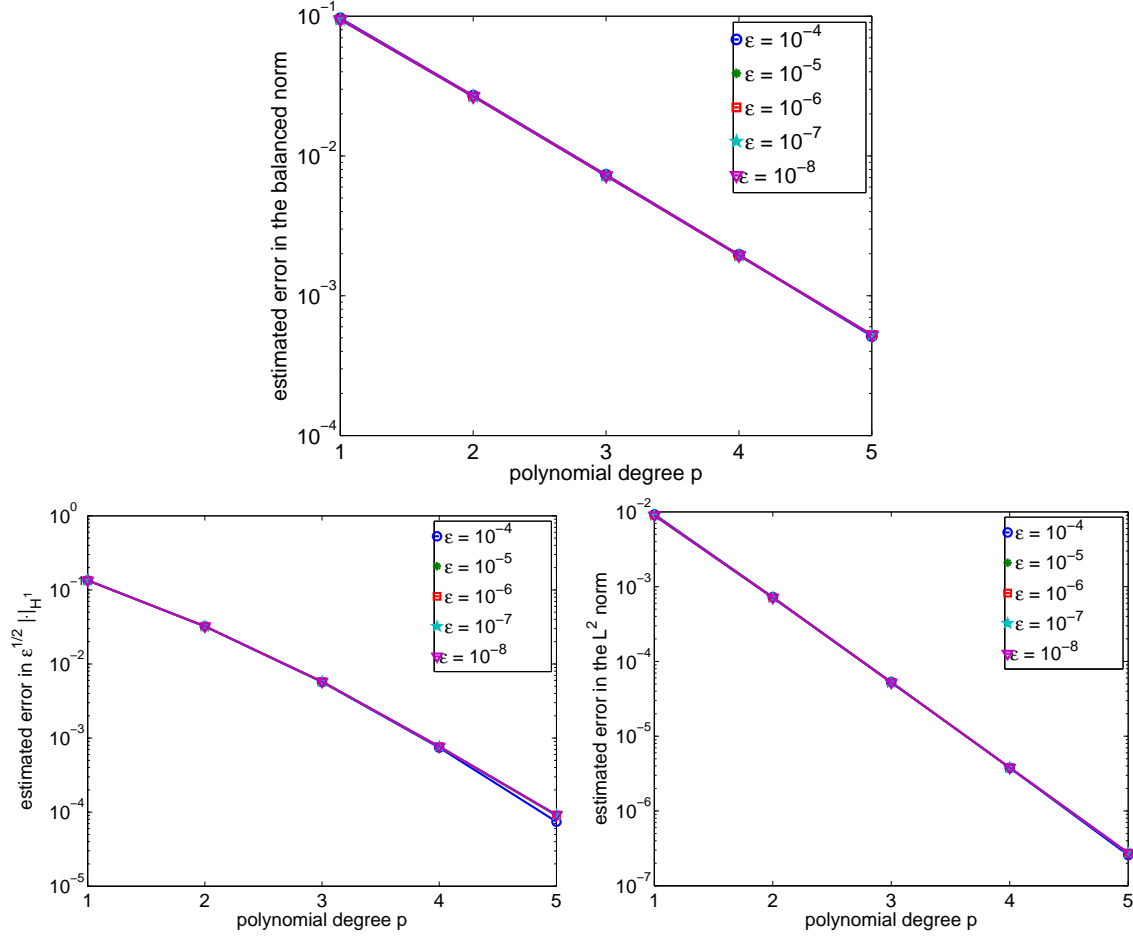 10⁻¹
10⁻²
10⁻³
10⁻⁴
estimated error in the balanced norm
ε = 10⁻⁴
ε = 10⁻⁵
ε = 10⁻⁶
ε = 10⁻⁷
ε = 10⁻⁸
1 2 3 4 5
polynomial degree p
10⁰
10⁻¹
10⁻²
10⁻³
10⁻⁴
10⁻⁵
estimated error in ε^{1/2} |·|_{H¹}
ε = 10⁻⁴
ε = 10⁻⁵
ε = 10⁻⁶
ε = 10⁻⁷
ε = 10⁻⁸
1 2 3 4 5
polynomial degree p
10⁻²
10⁻³
10⁻⁴
10⁻⁵
10⁻⁶
10⁻⁷
estimated error in the L² norm
ε = 10⁻⁴
ε = 10⁻⁵
ε = 10⁻⁶
ε = 10⁻⁷
ε = 10⁻⁸
1 2 3 4 5
polynomial degree p